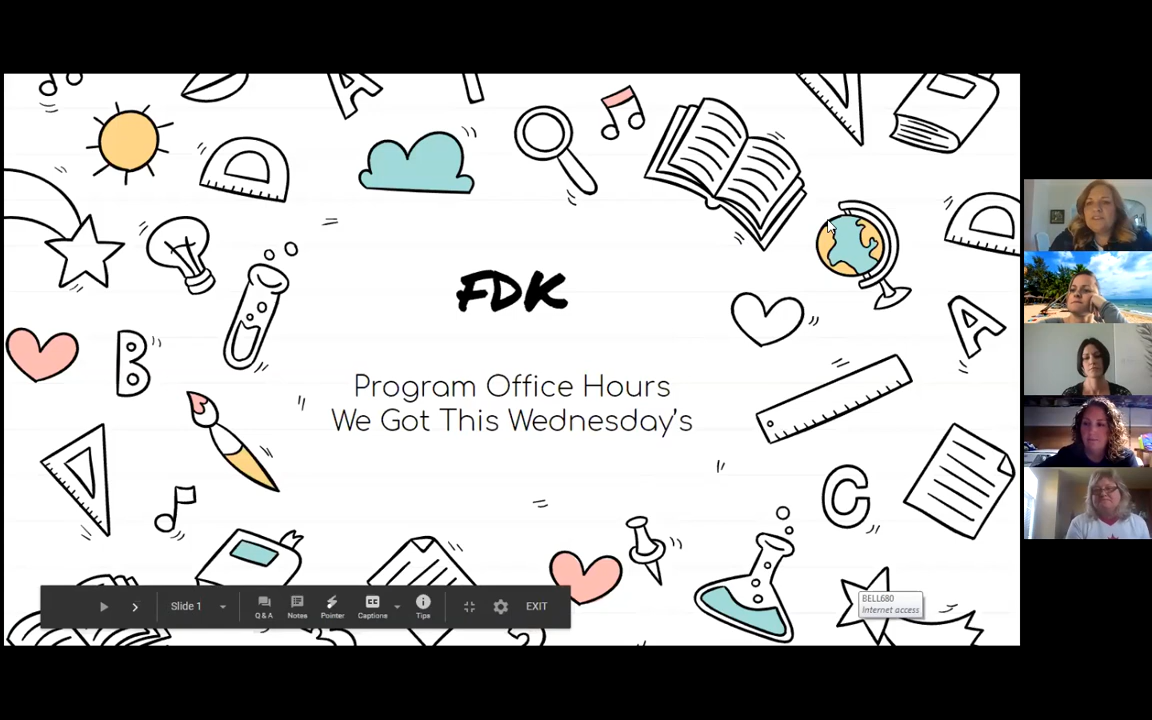 A
FDK
A
B
Program Office Hours
We Got This Wednesday’s
C
Slide 1
Q & A
Notes
Pointer
Captions
Tips
EXIT
BELL680
Internet access